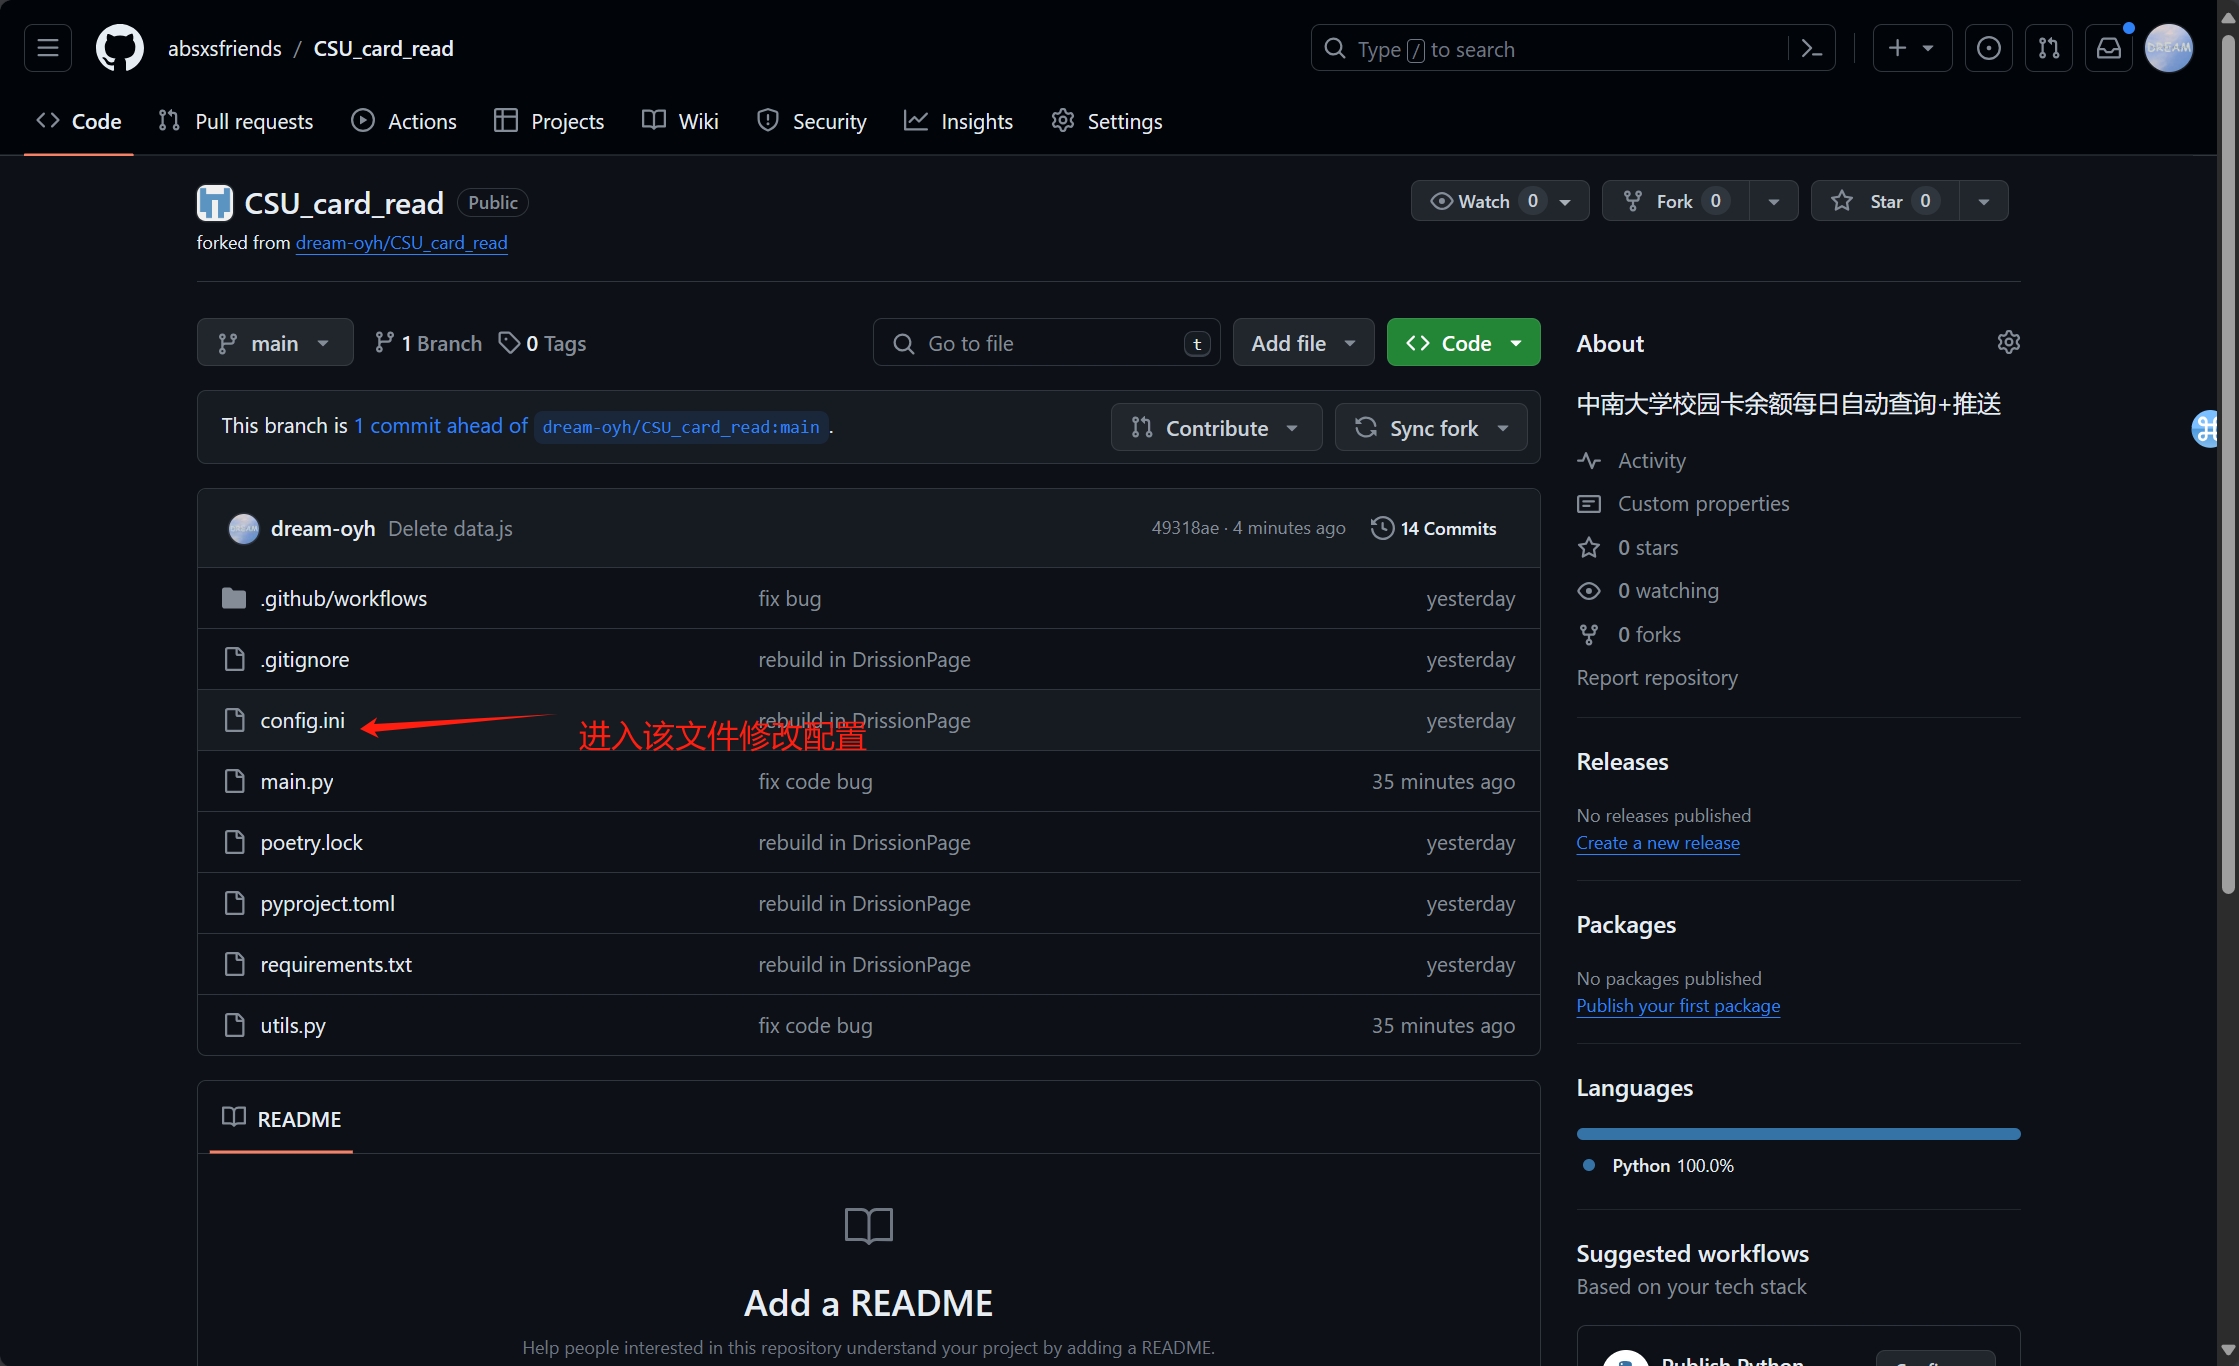 absxsfriends / CSU_card_read
Type / to search
Code Pull requests Actions Projects Wiki Security Insights Settings
CSU_card_read Public
Watch 0 Fork 0 Star 0
forked from dream-oyh/CSU_card_read
main 1 Branch 0 Tags Go to file t Add file Code
This branch is 1 commit ahead of dream-oyh/CSU_card_read:main .
Contribute Sync fork
dream-oyh Delete data.js 49318ae · 4 minutes ago 14 Commits
.github/workflows fix bug yesterday
.gitignore rebuild in DrissionPage yesterday
config.ini rebuild in DrissionPage yesterday
进入该文件修改配置
main.py fix code bug 35 minutes ago
poetry.lock rebuild in DrissionPage yesterday
pyproject.toml rebuild in DrissionPage yesterday
requirements.txt rebuild in DrissionPage yesterday
utils.py fix code bug 35 minutes ago
README
Add a README
Help people interested in this repository understand your project by adding a README.
About
中南大学校园卡余额每日自动查询+推送
Activity
Custom properties
0 stars
0 watching
0 forks
Report repository
Releases
No releases published
Create a new release
Packages
No packages published
Publish your first package
Languages
Python 100.0%
Suggested workflows
Based on your tech stack
Publish Python